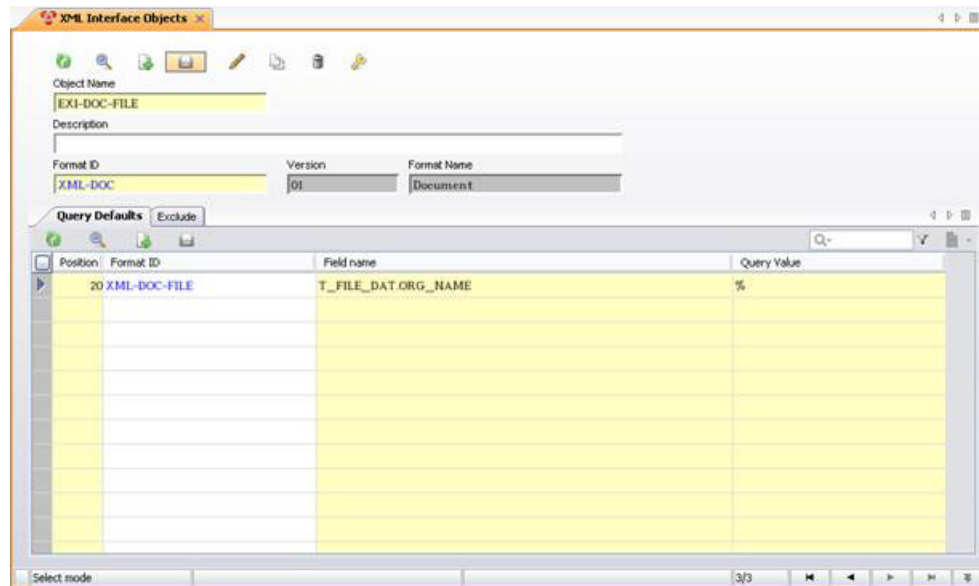 XML Interface Objects
Object Name
EXI-DOC-FILE
Description
Format ID Version Format Name
XML-DOC 01 Document
Query Defaults Exclude
Position Format ID Field name Query Value
20 XML-DOC-FILE T_FILE_DAT.ORG_NAME %
Select mode 3/3